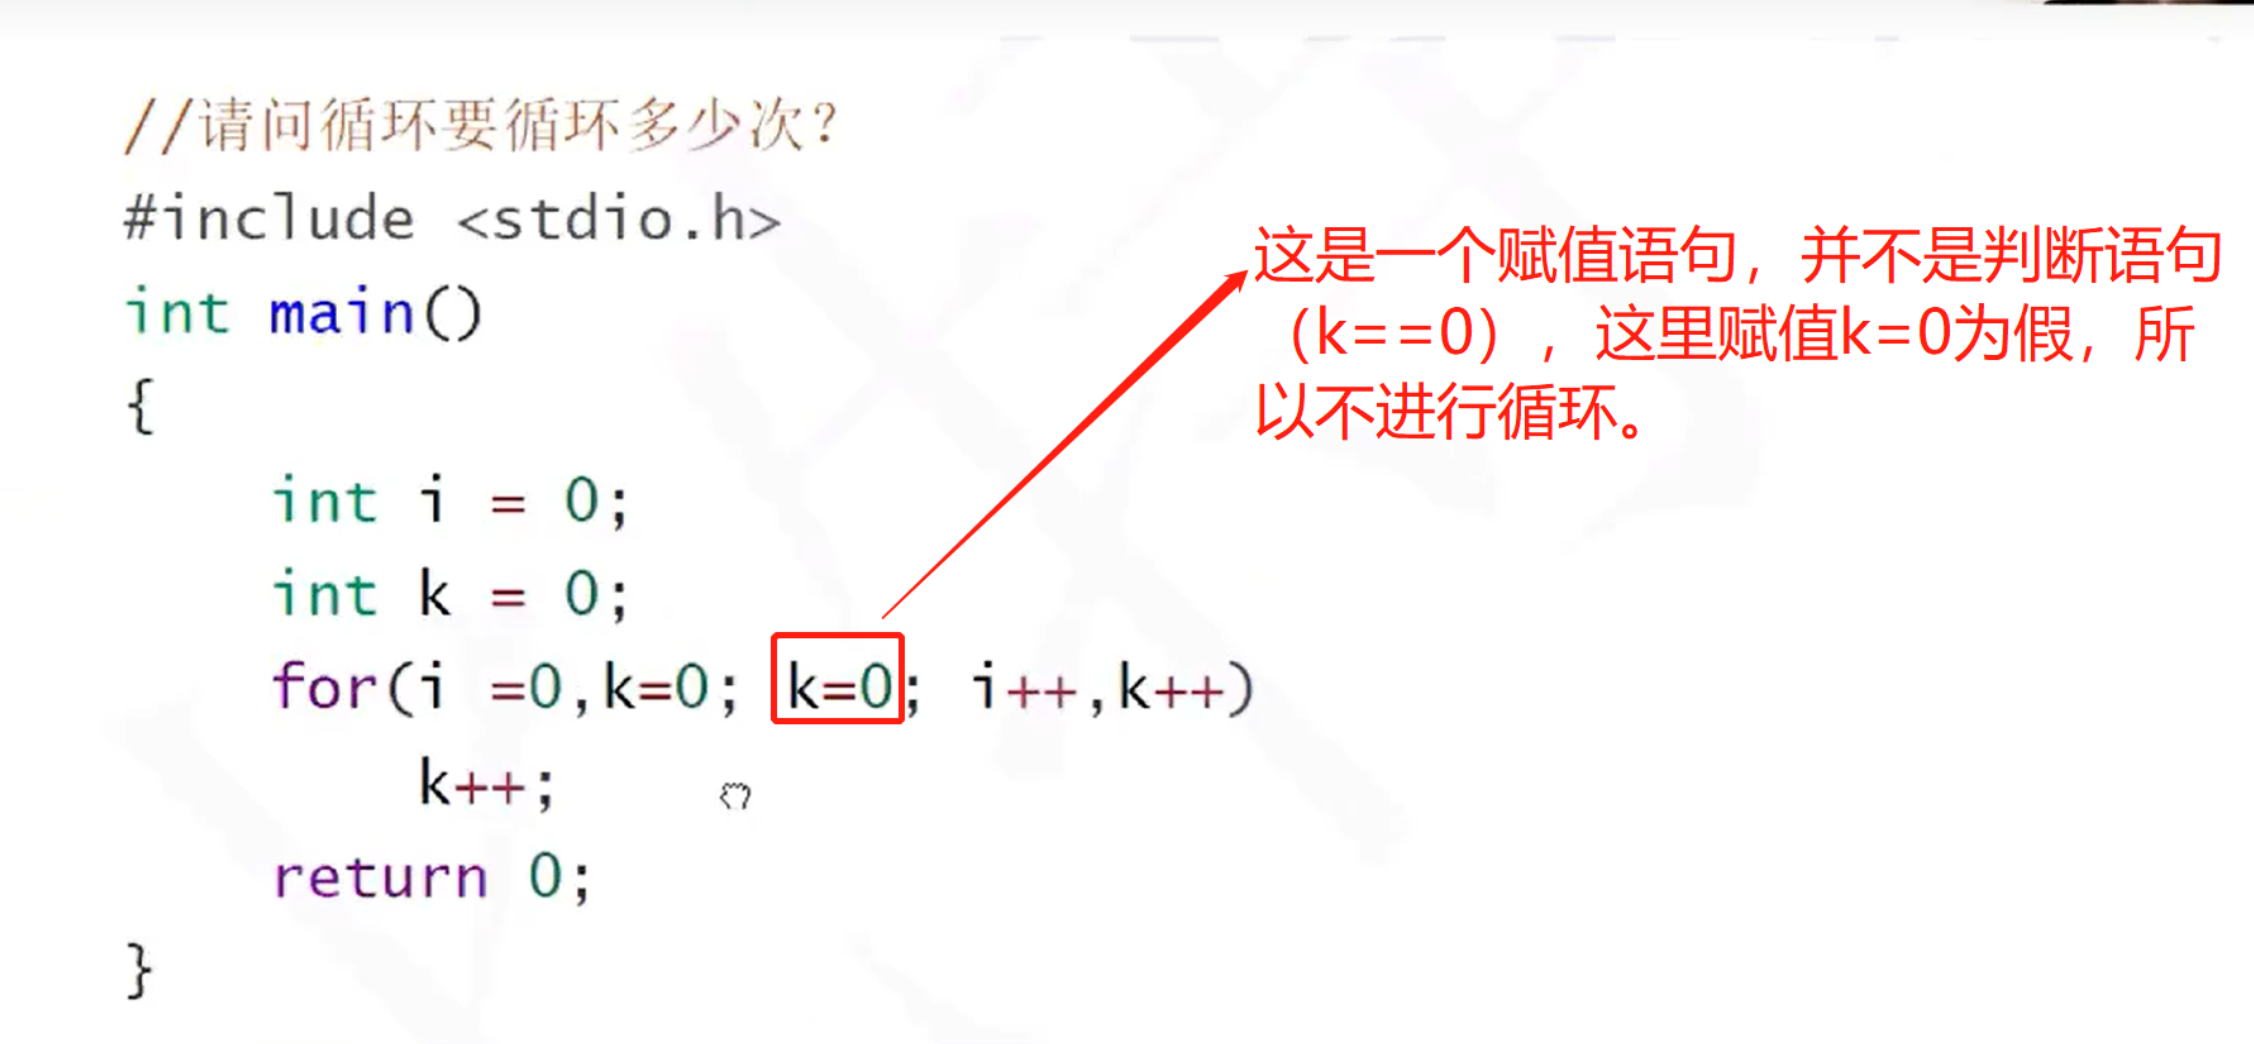 //请问循环要循环多少次?
#include <stdio.h>
int main()
{
int i = 0;
int k = 0;
for(i =0,k=0; k=0; i++,k++)
k++;
return 0;
}
这是一个赋值语句，并不是判断语句
（k==0），这里赋值k=0为假，所
以不进行循环。